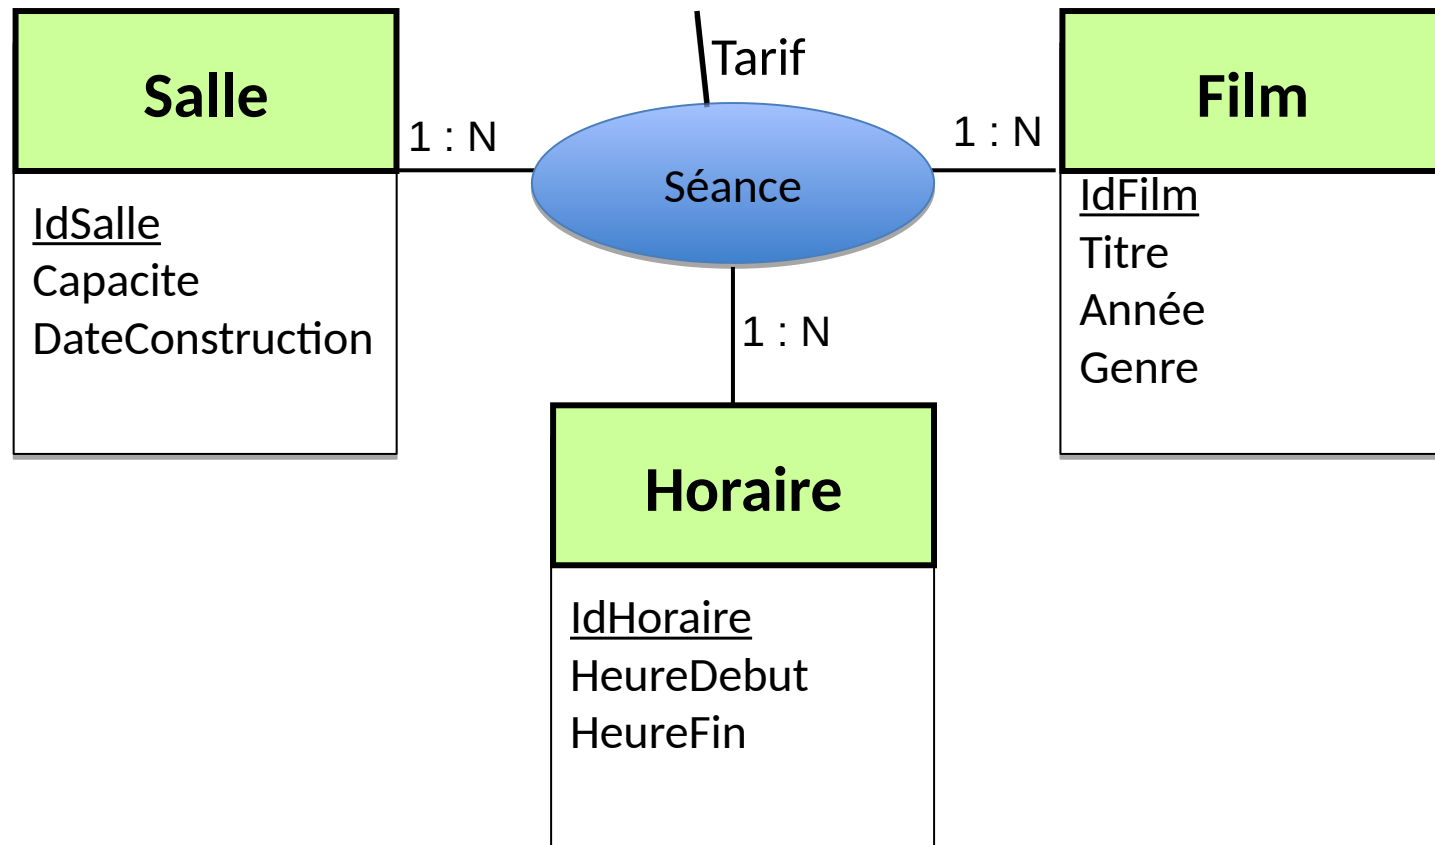 Salle
IdSalle
Capacite
DateConstruction
1 : N
Tarif
Séance
1 : N
Film
IdFilm
Titre
Année
Genre
1 : N
Horaire
IdHoraire
HeureDebut
HeureFin